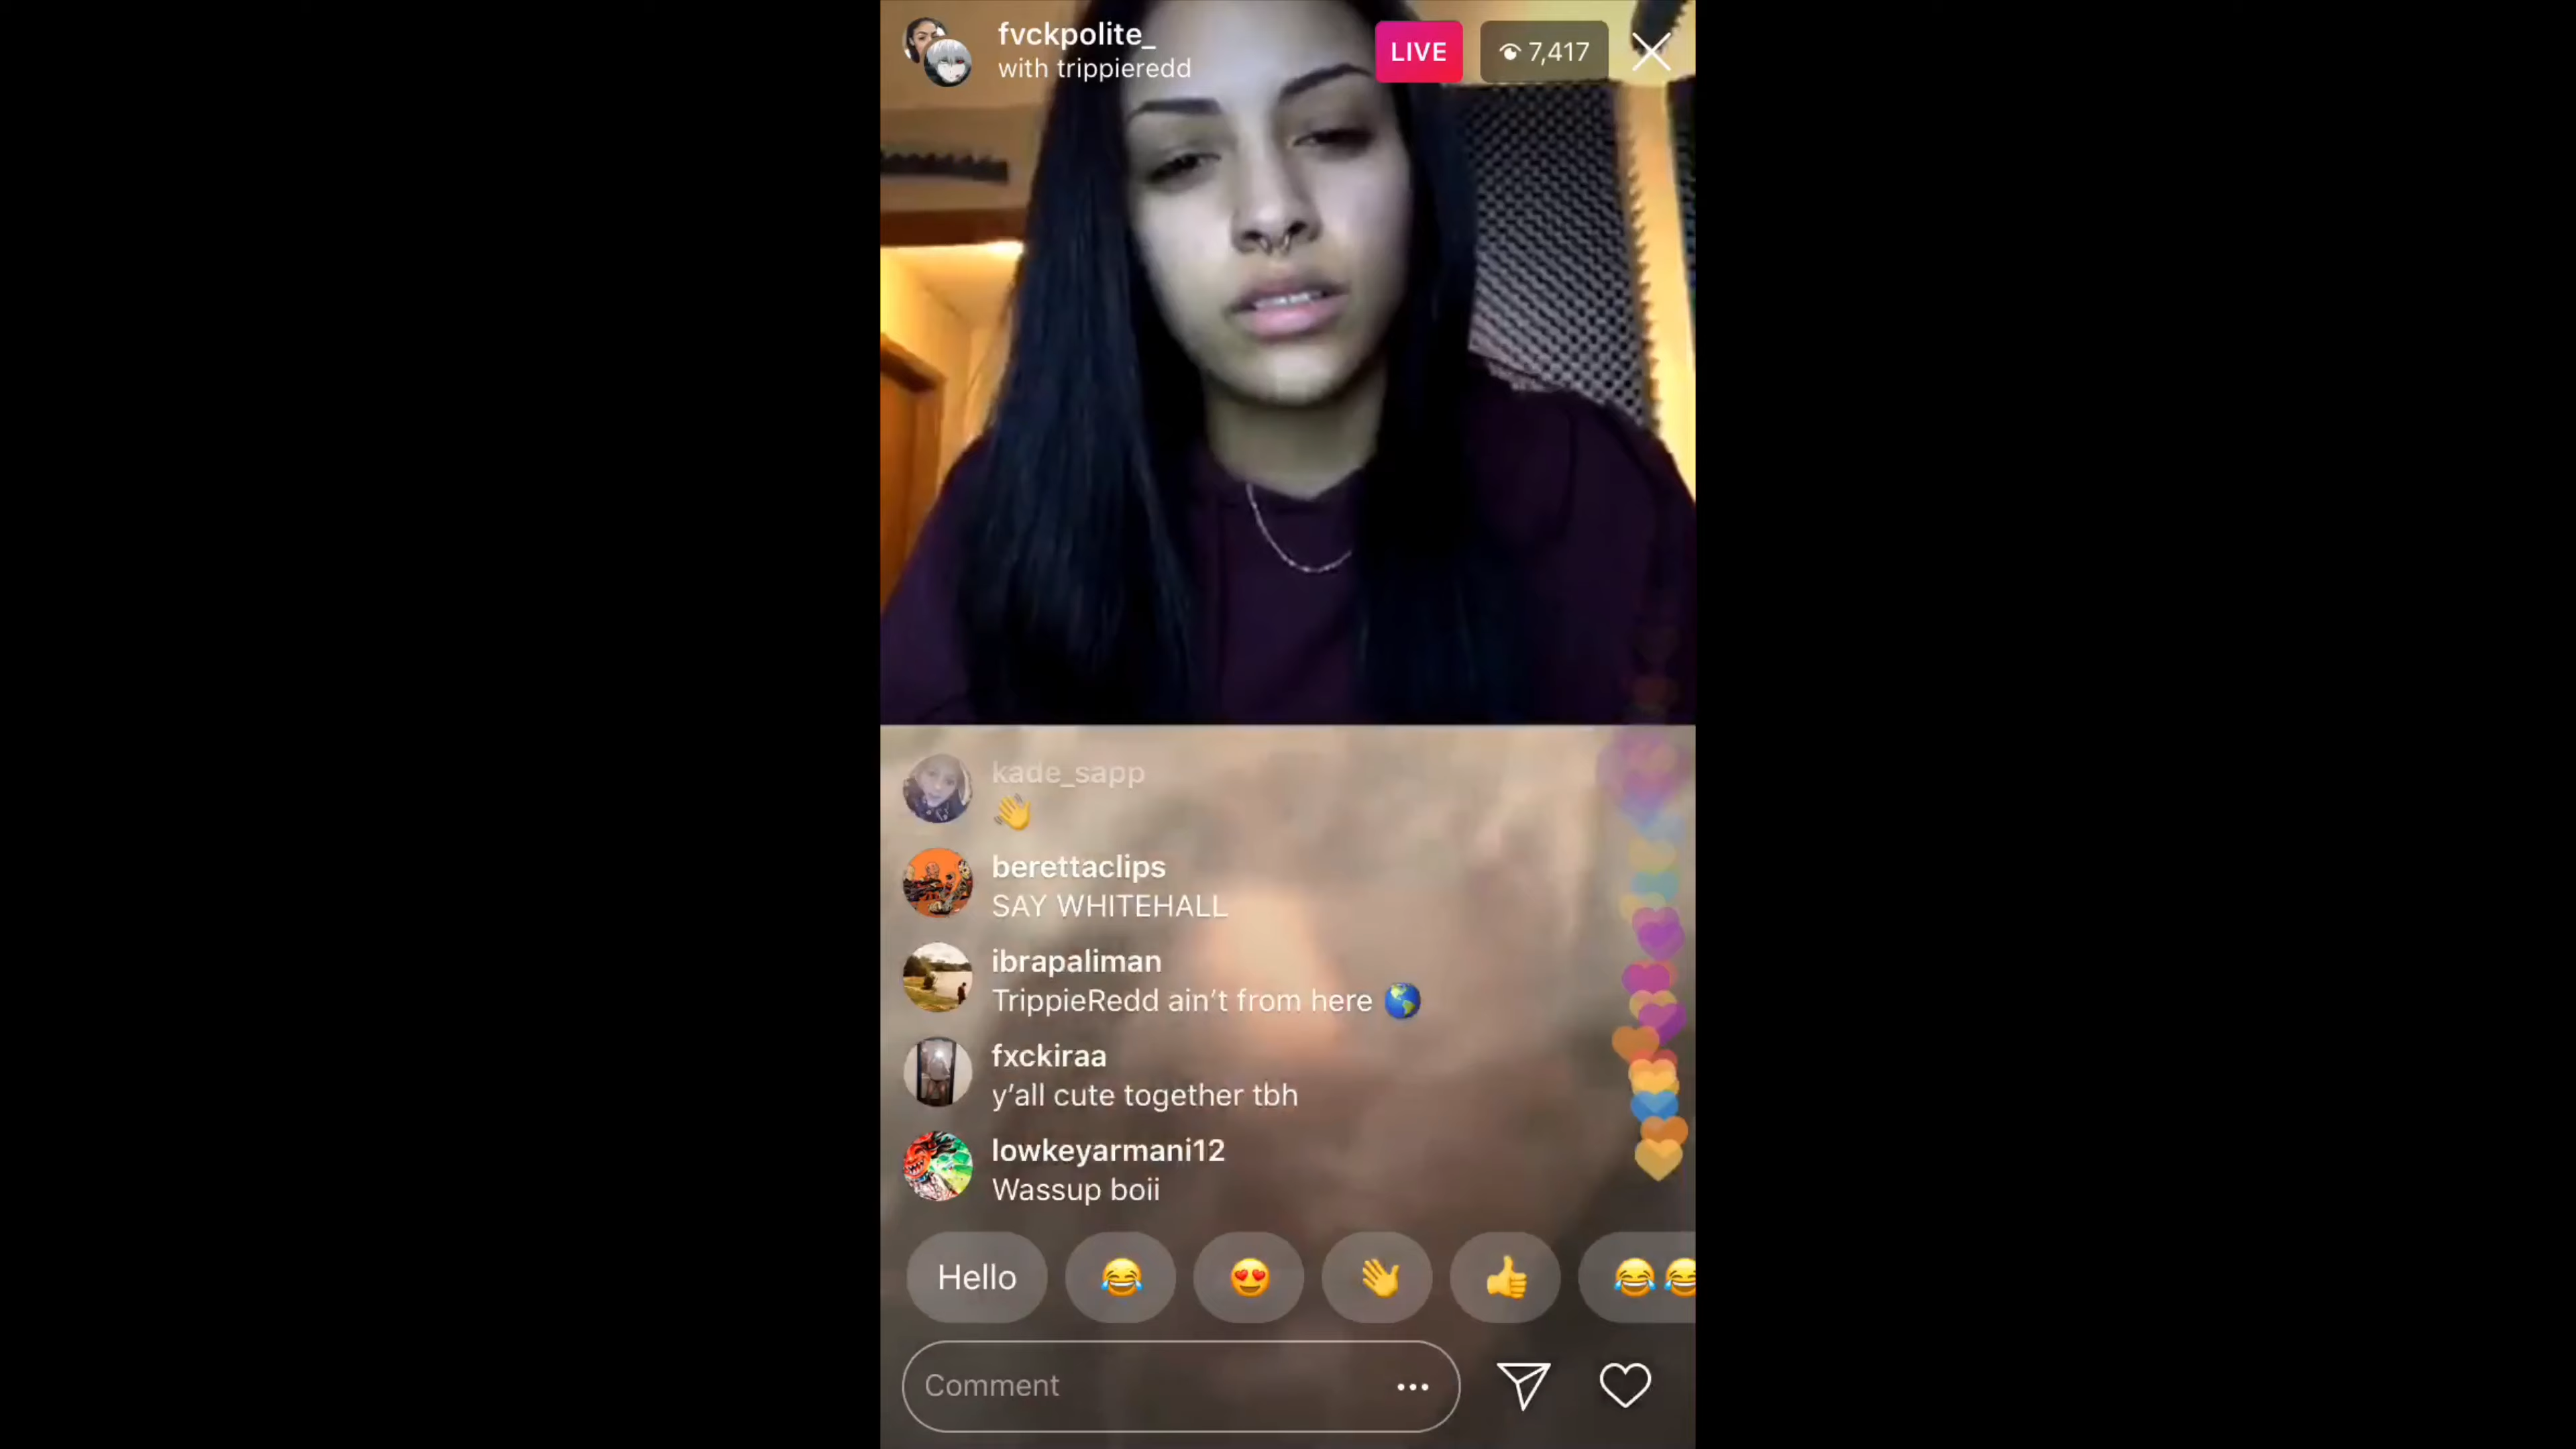 fvckpolite_
with trippieredd
LIVE
7,417
kade_sapp
👋
berettaclips
SAY WHITEHALL
ibrapaliman
TrippieRedd ain’t from here 🌎
fxckiraa
y’all cute together tbh
lowkeyarmani12
Wassup boii
Hello 😂 😍 👋 👍 😂😂
Comment